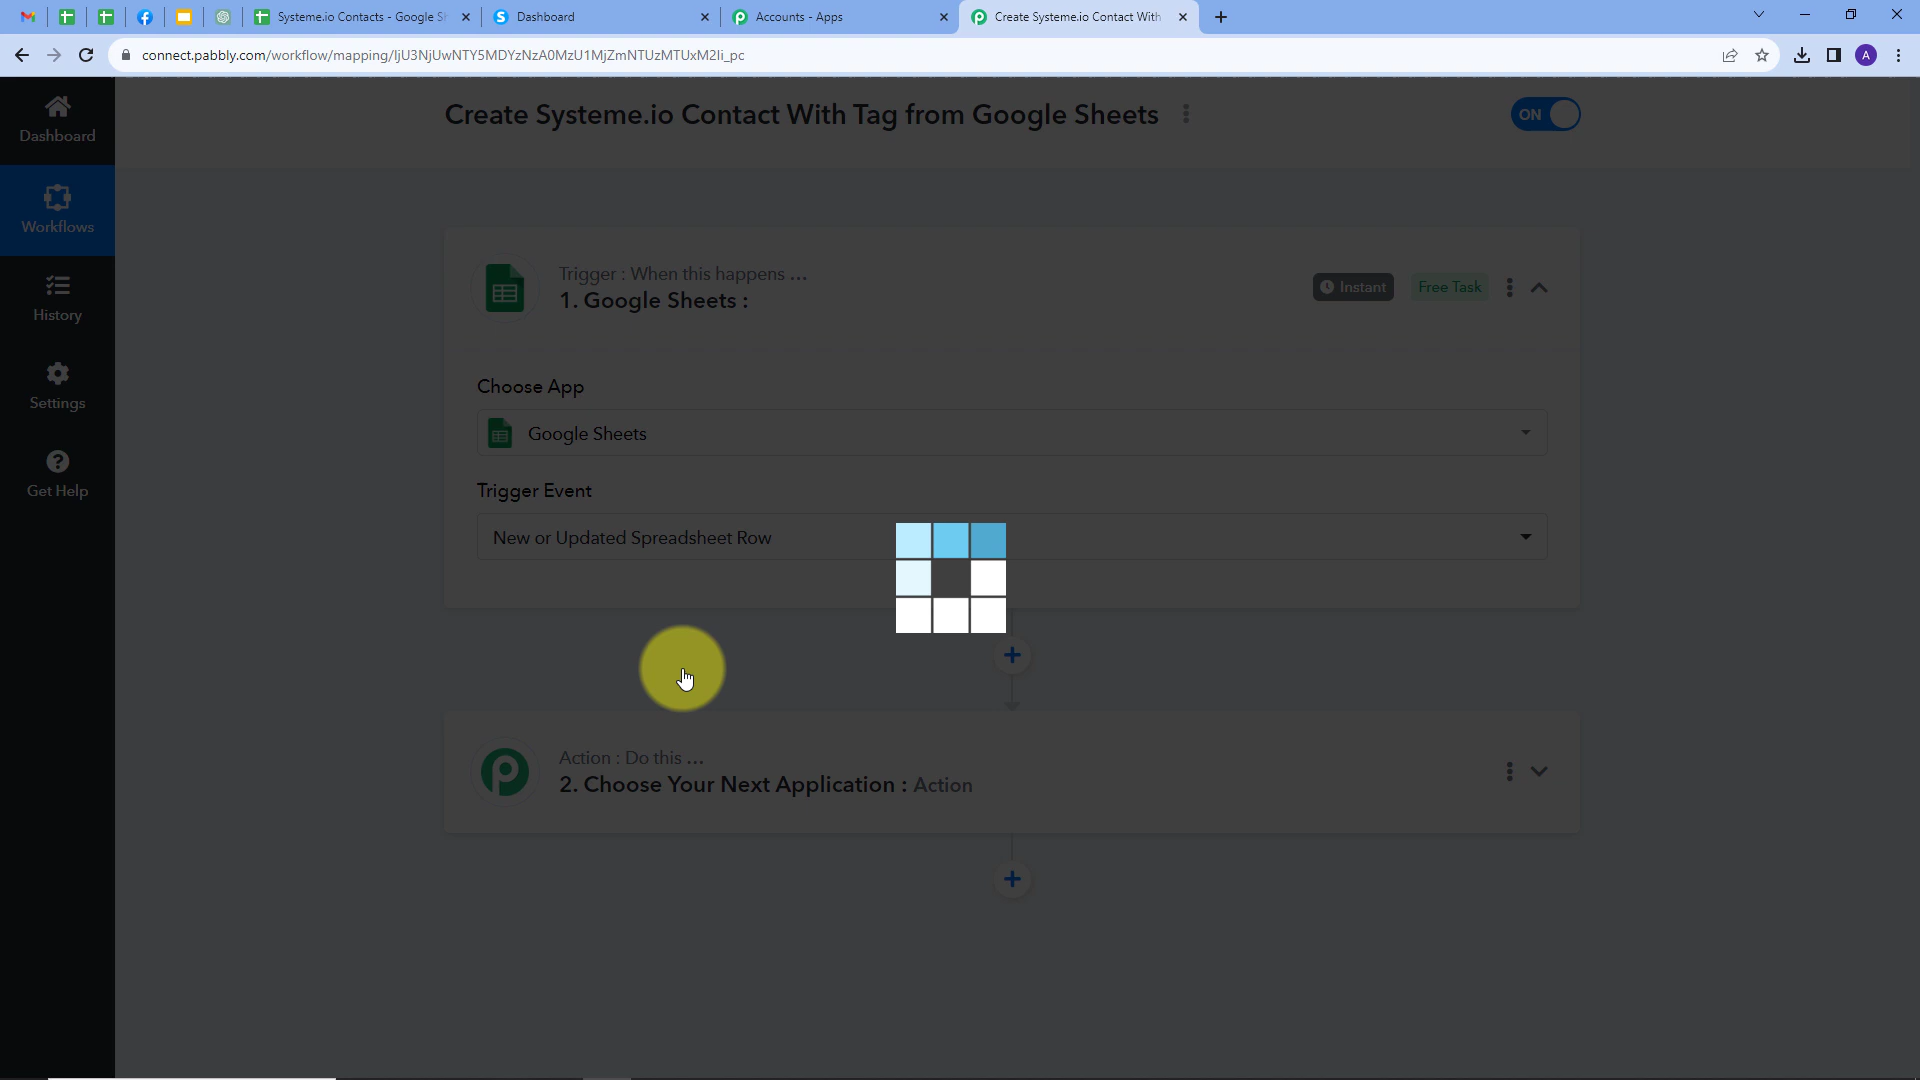 Systeme.io Contacts - Google Sh
Dashboard
Accounts - Apps
Create Systeme.io Contact With
connect.pabbly.com/workflow/mapping/IjU3NjUwNTY5MDYzNzA0MzU1MjZmNTUzMTUxM2Ii_pc
A
Dashboard
Workflows
History
Settings
Get Help
Create Systeme.io Contact With Tag from Google Sheets
ON
Trigger : When this happens ...
1. Google Sheets :
Instant
Free Task
Choose App
Google Sheets
Trigger Event
New or Updated Spreadsheet Row
Action : Do this ...
2. Choose Your Next Application : Action